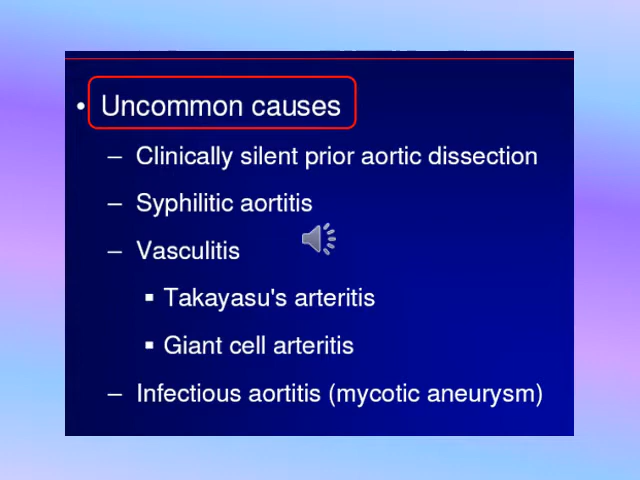 • Uncommon causes
– Clinically silent prior aortic dissection
– Syphilitic aortitis
– Vasculitis
▪ Takayasu's arteritis
▪ Giant cell arteritis
– Infectious aortitis (mycotic aneurysm)